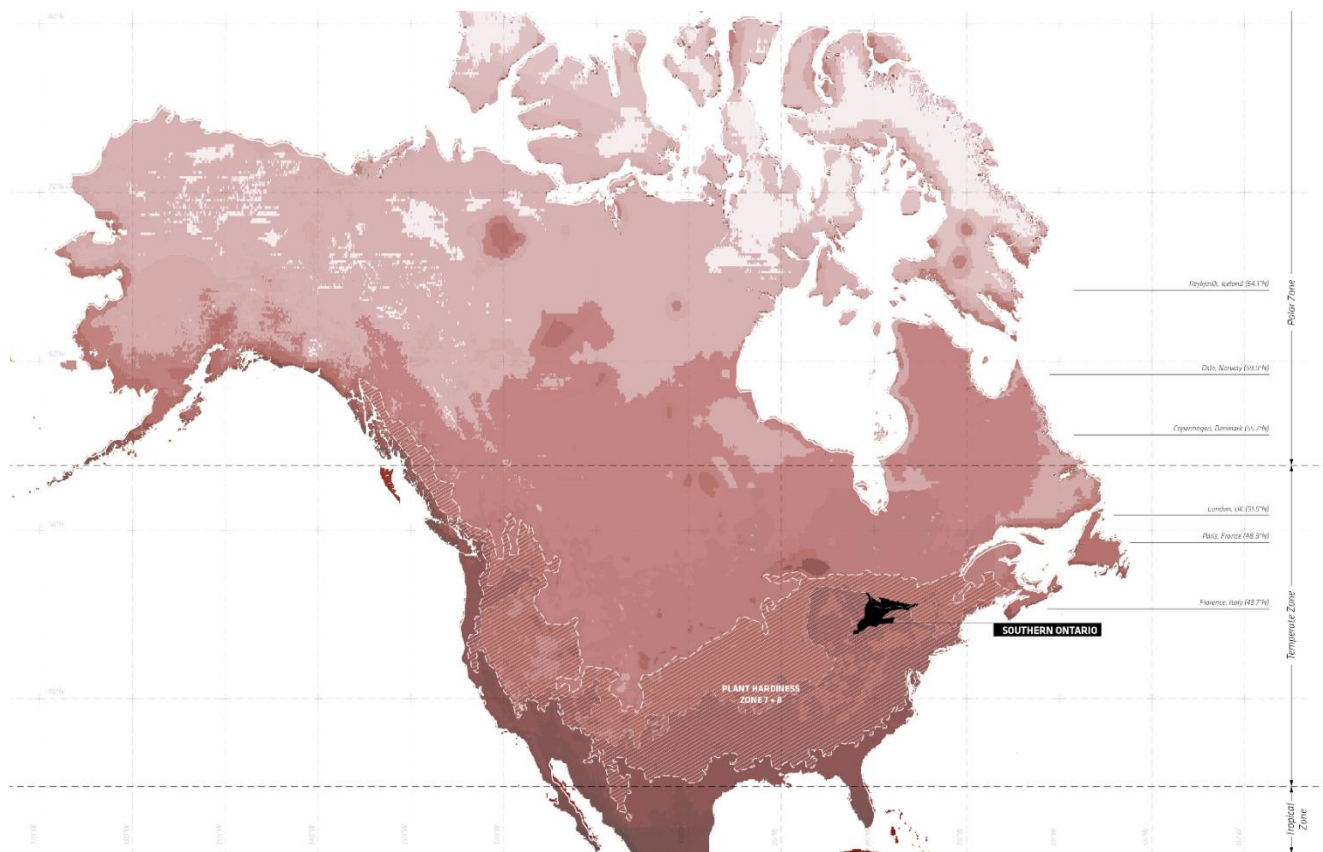 Polar Zone
Reykjavik, Iceland (64.1°N)
Oslo, Norway (59.9°N)
Copenhagen, Denmark (55.7°N)
London, UK (51.5°N)
Paris, France (48.9°N)
Florence, Italy (43.7°N)
SOUTHERN ONTARIO
Temperate Zone
PLANT HARDINESS
ZONE 7 + 8
Tropical
Zone